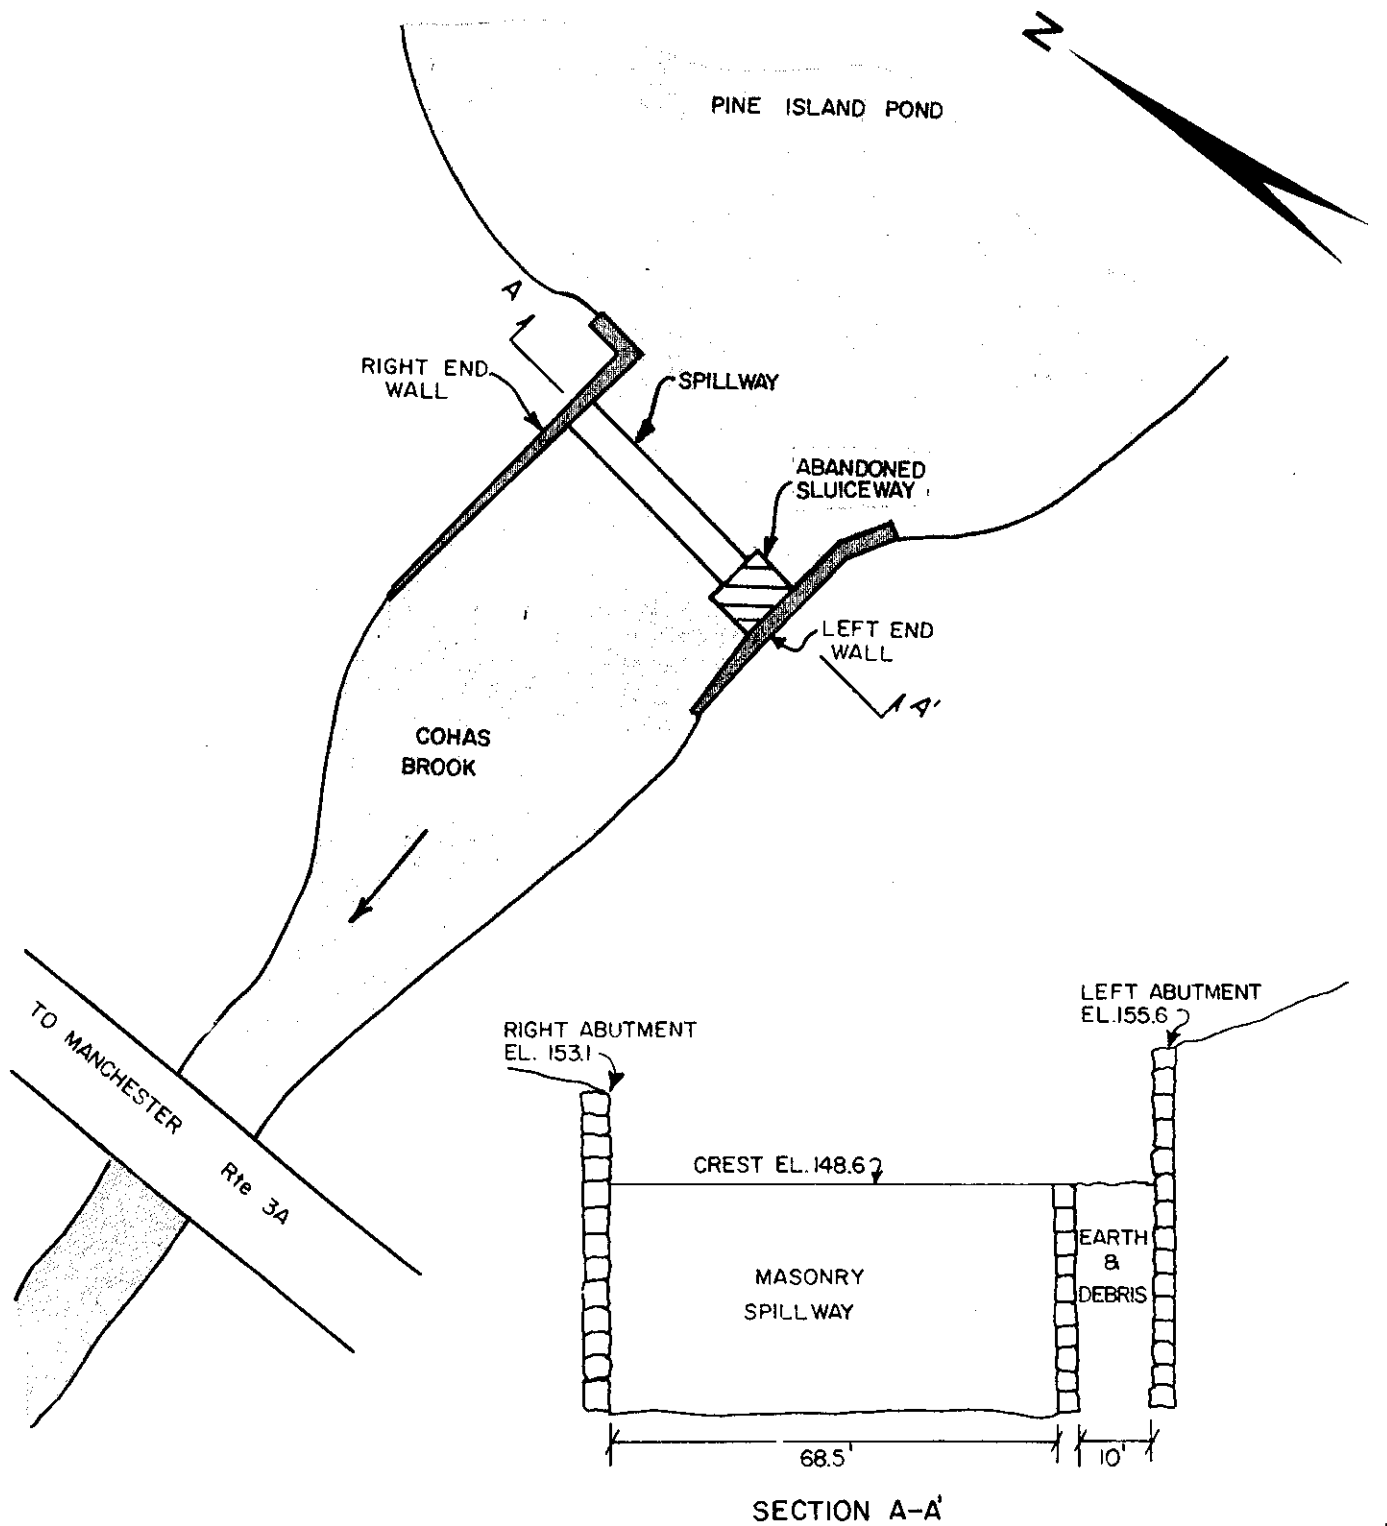 N
PINE ISLAND POND
A
RIGHT END
WALL
SPILLWAY
ABANDONED
SLUICEWAY
LEFT END
WALL
A'
COHAS
BROOK
TO MANCHESTER Rte 3A
LEFT ABUTMENT
EL.155.6
RIGHT ABUTMENT
EL. 153.1
CREST EL.148.6
EARTH
&
DEBRIS
MASONRY
SPILLWAY
68.5'
10'
SECTION A-A'